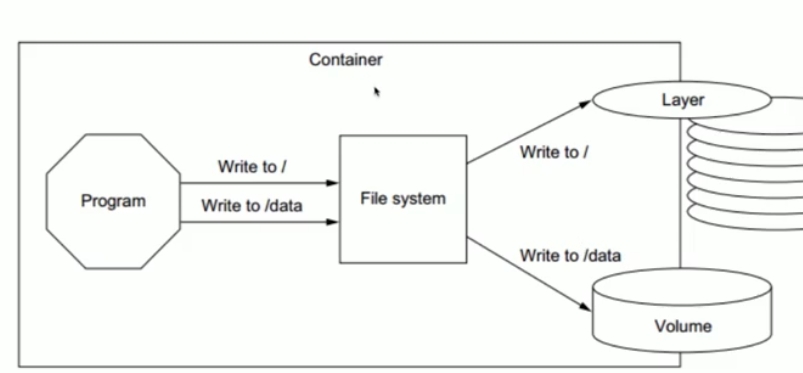 Container
Layer
Write to /
Write to /
Program
File system
Write to /data
Write to /data
Volume